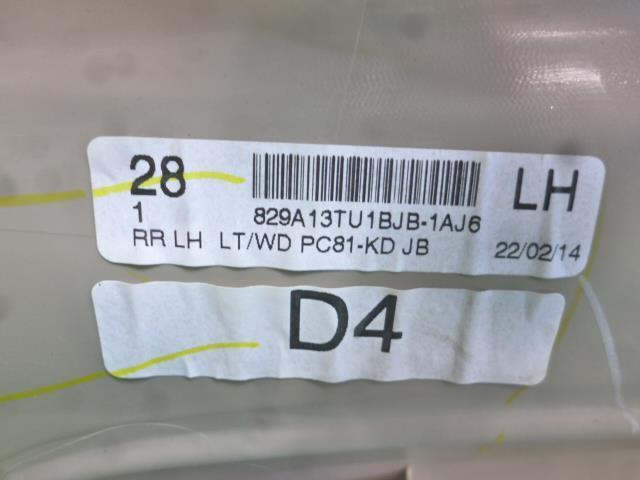 28
LH
1
829A13TU1BJB-1AJ6
RR LH LT/WD PC81-KD JB
22/02/14
D4